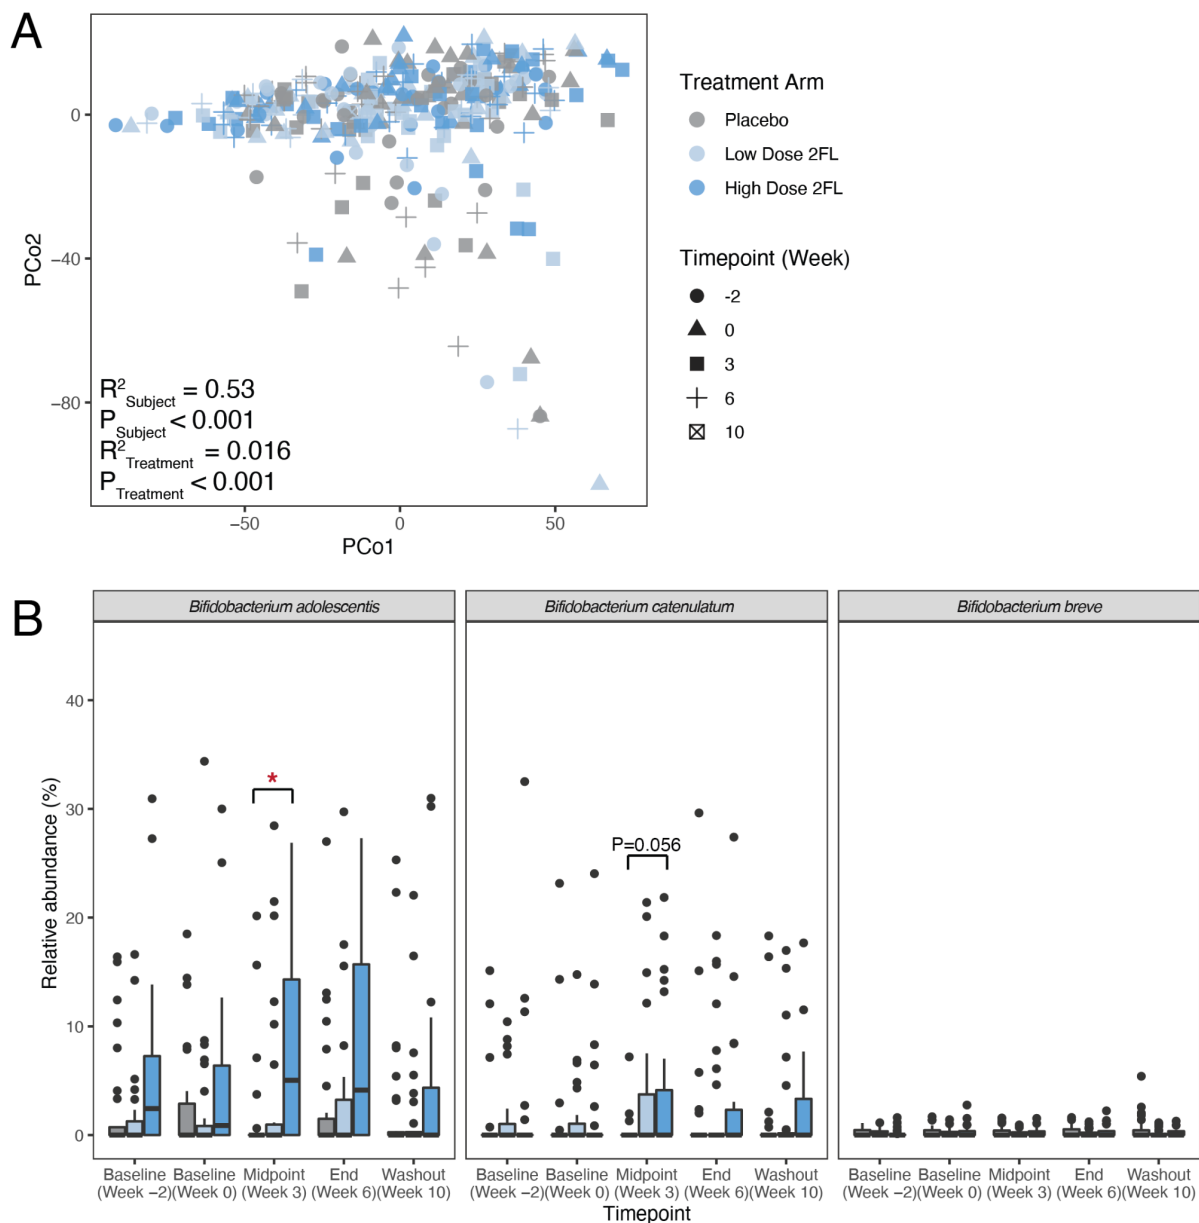 A
0
−40
−80
PCo2
R²Subject = 0.53
PSubject < 0.001
R²Treatment = 0.016
PTreatment < 0.001
−50
0
50
PCo1
Treatment Arm
Placebo
Low Dose 2FL
High Dose 2FL
Timepoint (Week)
-2
0
3
6
10
B
Bifidobacterium adolescentis
Bifidobacterium catenulatum
Bifidobacterium breve
40
30
20
10
0
Relative abundance (%)
*
P=0.056
Baseline Baseline Midpoint End Washout
(Week −2)(Week 0) (Week 3) (Week 6) (Week 10)
Baseline Baseline Midpoint End Washout
(Week −2)(Week 0) (Week 3) (Week 6)(Week 10)
Baseline Baseline Midpoint End Washout
(Week −2)(Week 0) (Week 3) (Week 6) (Week 10)
Timepoint